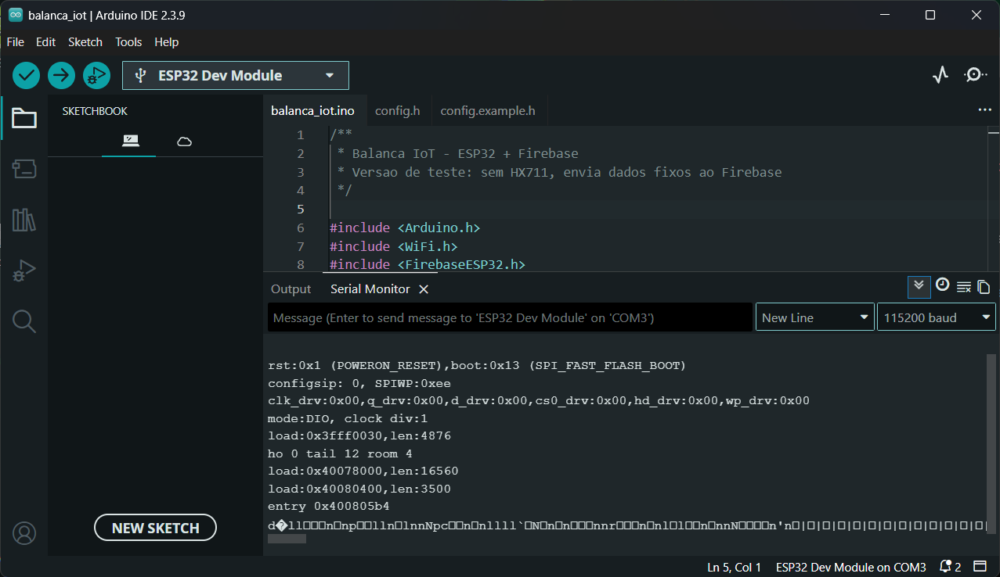 balanca_iot | Arduino IDE 2.3.9
File Edit Sketch Tools Help
ESP32 Dev Module
SKETCHBOOK
balanca_iot.ino config.h config.example.h
1 /**
2 * Balanca IoT - ESP32 + Firebase
3 * Versao de teste: sem HX711, envia dados fixos ao Firebase
4 */
5
6 #include <Arduino.h>
7 #include <WiFi.h>
8 #include <FirebaseESP32.h>
Output Serial Monitor
Message (Enter to send message to 'ESP32 Dev Module' on 'COM3')
New Line
115200 baud
rst:0x1 (POWERON_RESET),boot:0x13 (SPI_FAST_FLASH_BOOT)
configsip: 0, SPIWP:0xee
clk_drv:0x00,q_drv:0x00,d_drv:0x00,cs0_drv:0x00,hd_drv:0x00,wp_drv:0x00
mode:DIO, clock div:1
load:0x3fff0030,len:4876
ho 0 tail 12 room 4
load:0x40078000,len:16560
load:0x40080400,len:3500
entry 0x400805b4
NEW SKETCH
Ln 5, Col 1 ESP32 Dev Module on COM3 2